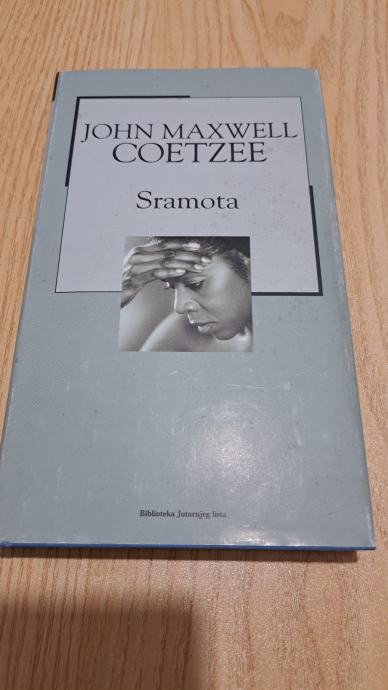 JOHN MAXWELL
COETZEE
Sramota
Biblioteka Jutarnjeg lista